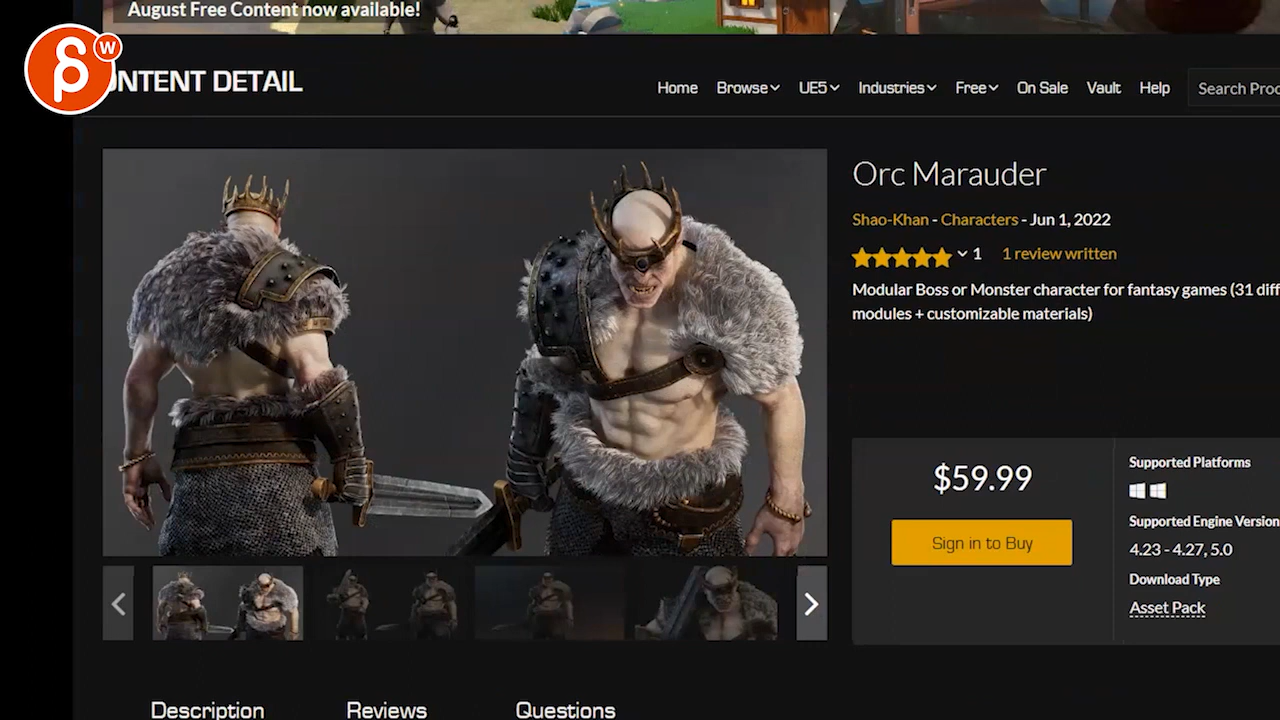 August Free Content now available!
W
ONTENT DETAIL
Home Browse UE5 Industries Free On Sale Vault Help Search Proc
Orc Marauder
Shao-Khan - Characters - Jun 1, 2022
1 1 review written
Modular Boss or Monster character for fantasy games (31 diff
modules + customizable materials)
$59.99
Sign in to Buy
Supported Platforms
Supported Engine Version
4.23 - 4.27, 5.0
Download Type
Asset Pack
Description Reviews Questions